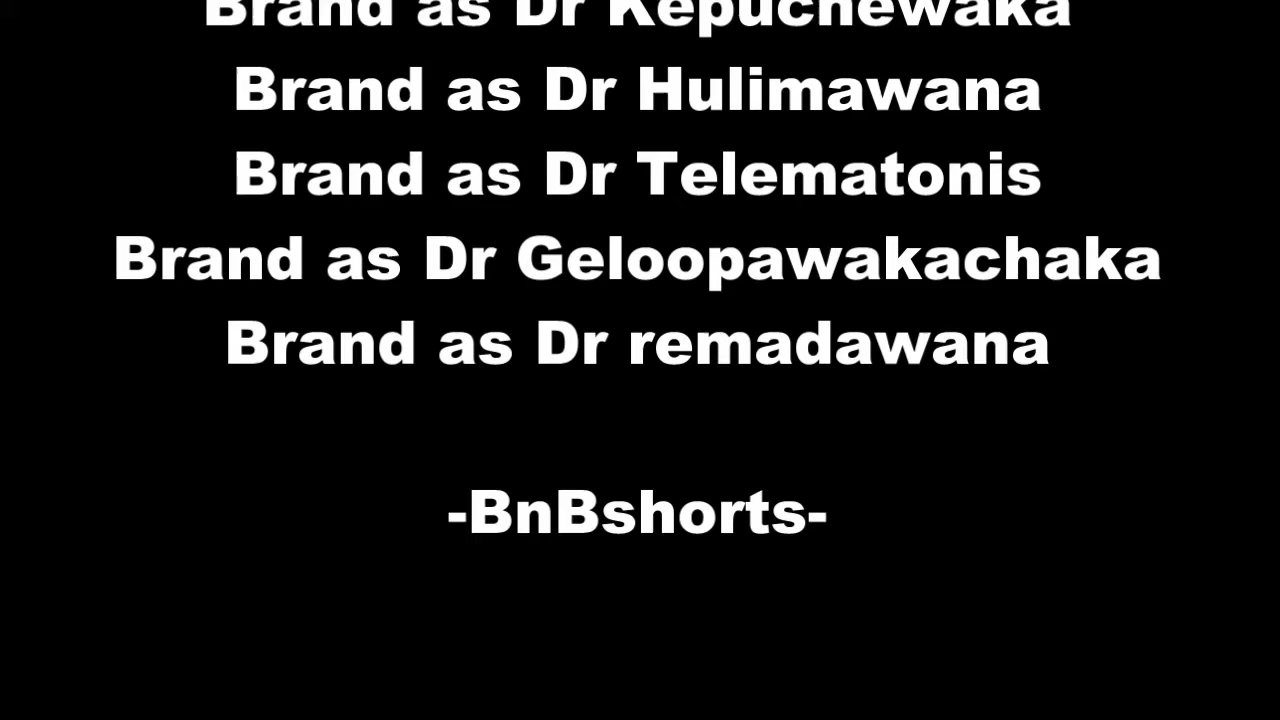 Brand as Dr Kepuchewaka
Brand as Dr Hulimawana
Brand as Dr Telematonis
Brand as Dr Geloopawakachaka
Brand as Dr remadawana
-BnBshorts-